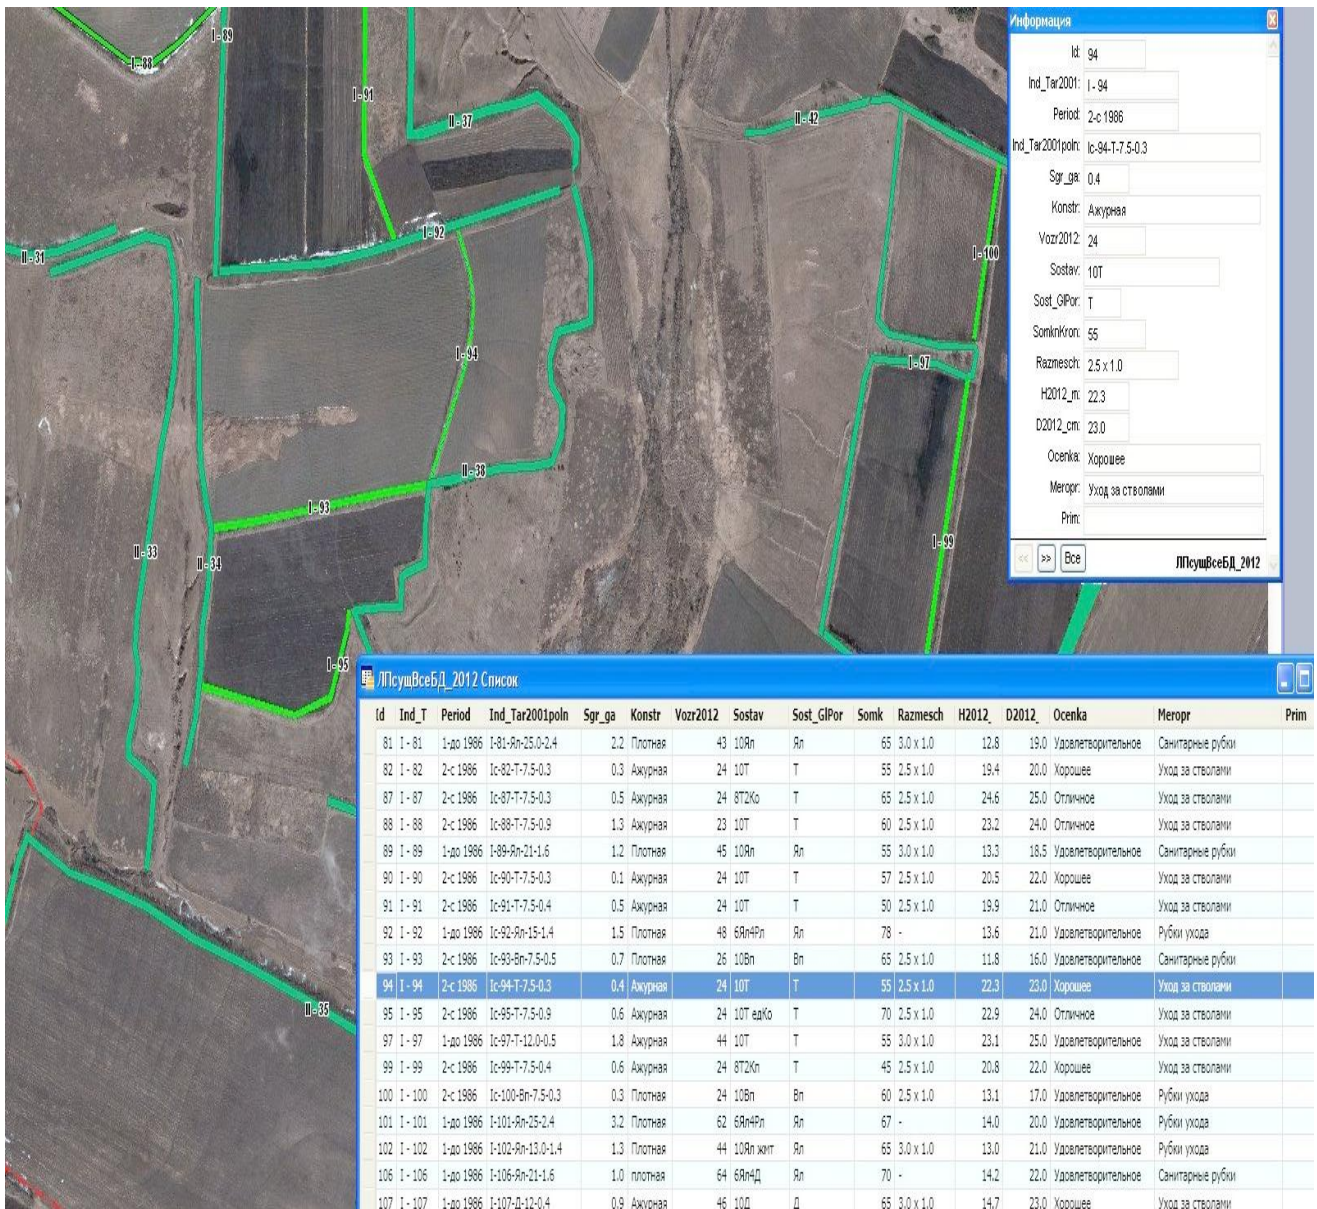 I - 89
I - 88
I - 91
II - 37
II - 42
I - 92
II - 31
I - 100
I - 94
I - 97
II - 38
I - 93
II - 33
II - 34
I - 99
I - 95
II - 35
Информация
Id: 94
Ind_Tar2001: I - 94
Period: 2-с 1986
Ind_Tar2001poln: Ic-94-Т-7.5-0.3
Sgr_ga: 0.4
Konstr: Ажурная
Vozr2012: 24
Sostav: 10Т
Sost_GlPor: Т
SomknKron: 55
Razmesch: 2.5 x 1.0
H2012_m: 22.3
D2012_cm: 23.0
Ocenka: Хорошее
Meropr: Уход за стволами
Prim:
<< >> Все ЛПсущВсеБД_2012
ЛПсущВсеБД_2012 Список
Id Ind_T Period Ind_Tar2001poln Sgr_ga Konstr Vozr2012 Sostav Sost_GlPor Somk Razmesch H2012_ D2012_ Ocenka Meropr Prim
81 I - 81 1-до 1986 I-81-Ял-25.0-2.4 2.2 Плотная 43 10Ял Ял 65 3.0 x 1.0 12.8 19.0 Удовлетворительное Санитарные рубки
82 I - 82 2-с 1986 Ic-82-Т-7.5-0.3 0.3 Ажурная 24 10Т Т 55 2.5 x 1.0 19.4 20.0 Хорошее Уход за стволами
87 I - 87 2-с 1986 Ic-87-Т-7.5-0.3 0.5 Ажурная 24 8Т2Ко Т 65 2.5 x 1.0 24.6 25.0 Отличное Уход за стволами
88 I - 88 2-с 1986 Ic-88-Т-7.5-0.9 1.3 Ажурная 23 10Т Т 60 2.5 x 1.0 23.2 24.0 Отличное Уход за стволами
89 I - 89 1-до 1986 I-89-Ял-21-1.6 1.2 Плотная 45 10Ял Ял 55 3.0 x 1.0 13.3 18.5 Удовлетворительное Санитарные рубки
90 I - 90 2-с 1986 Ic-90-Т-7.5-0.3 0.1 Ажурная 24 10Т Т 57 2.5 x 1.0 20.5 22.0 Хорошее Уход за стволами
91 I - 91 2-с 1986 Ic-91-Т-7.5-0.4 0.5 Ажурная 24 10Т Т 50 2.5 x 1.0 19.9 21.0 Отличное Уход за стволами
92 I - 92 1-до 1986 Ic-92-Ял-15-1.4 1.5 Плотная 48 6Ял4Рл Ял 78 - 13.6 21.0 Удовлетворительное Рубки ухода
93 I - 93 2-с 1986 Ic-93-Вп-7.5-0.5 0.7 Плотная 26 10Вп Вп 65 2.5 x 1.0 11.8 16.0 Удовлетворительное Санитарные рубки
94 I - 94 2-с 1986 Ic-94-Т-7.5-0.3 0.4 Ажурная 24 10Т Т 55 2.5 x 1.0 22.3 23.0 Хорошее Уход за стволами
95 I - 95 2-с 1986 Ic-95-Т-7.5-0.9 0.6 Ажурная 24 10Т едКо Т 70 2.5 x 1.0 22.9 24.0 Отличное Уход за стволами
97 I - 97 1-до 1986 Ic-97-Т-12.0-0.5 1.8 Ажурная 44 10Т Т 55 3.0 x 1.0 23.1 25.0 Удовлетворительное Уход за стволами
99 I - 99 2-с 1986 Ic-99-Т-7.5-0.4 0.6 Ажурная 24 8Т2Кл Т 45 2.5 x 1.0 20.8 22.0 Хорошее Уход за стволами
100 I - 100 2-с 1986 Ic-100-Вп-7.5-0.3 0.3 Плотная 24 10Вп Вп 60 2.5 x 1.0 13.1 17.0 Удовлетворительное Рубки ухода
101 I - 101 1-до 1986 I-101-Ял-25-2.4 3.2 Плотная 62 6Ял4Рл Ял 67 - 14.0 20.0 Удовлетворительное Рубки ухода
102 I - 102 1-до 1986 I-102-Ял-13.0-1.4 1.3 Плотная 44 10Ял жмт Ял 65 3.0 x 1.0 13.0 21.0 Удовлетворительное Рубки ухода
106 I - 106 1-до 1986 I-106-Ял-21-1.6 1.0 плотная 64 6Ял4Д Ял 70 - 14.2 22.0 Удовлетворительное Санитарные рубки
107 I - 107 1-до 1986 I-107-Д-12-0.4 0.9 Ажурная 46 10Д Д 65 3.0 x 1.0 14.7 23.0 Хорошее Уход за стволами